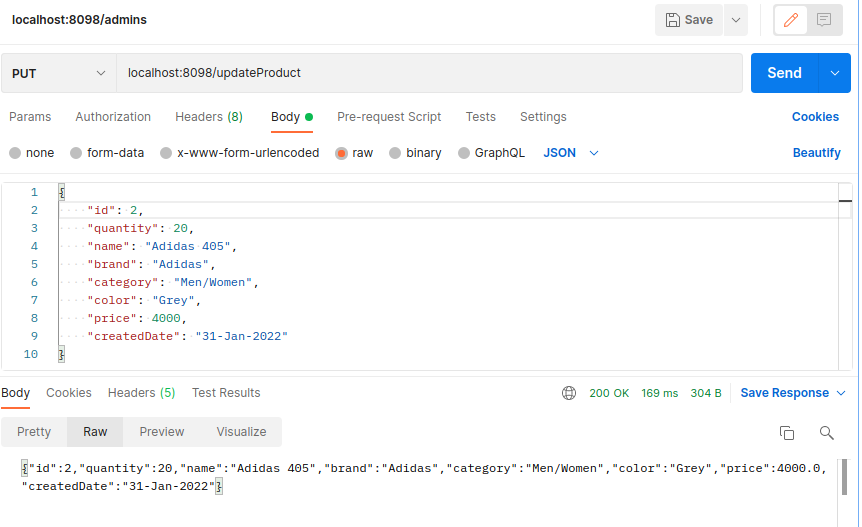 localhost:8098/admins Save
PUT localhost:8098/updateProduct Send
Params Authorization Headers (8) Body Pre-request Script Tests Settings Cookies
none form-data x-www-form-urlencoded raw binary GraphQL JSON Beautify
1 {
2 "id": 2,
3 "quantity": 20,
4 "name": "Adidas 405",
5 "brand": "Adidas",
6 "category": "Men/Women",
7 "color": "Grey",
8 "price": 4000,
9 "createdDate": "31-Jan-2022"
10 }
Body Cookies Headers (5) Test Results 200 OK 169 ms 304 B Save Response
Pretty Raw Preview Visualize
{"id":2,"quantity":20,"name":"Adidas 405","brand":"Adidas","category":"Men/Women","color":"Grey","price":4000.0,
"createdDate":"31-Jan-2022"}